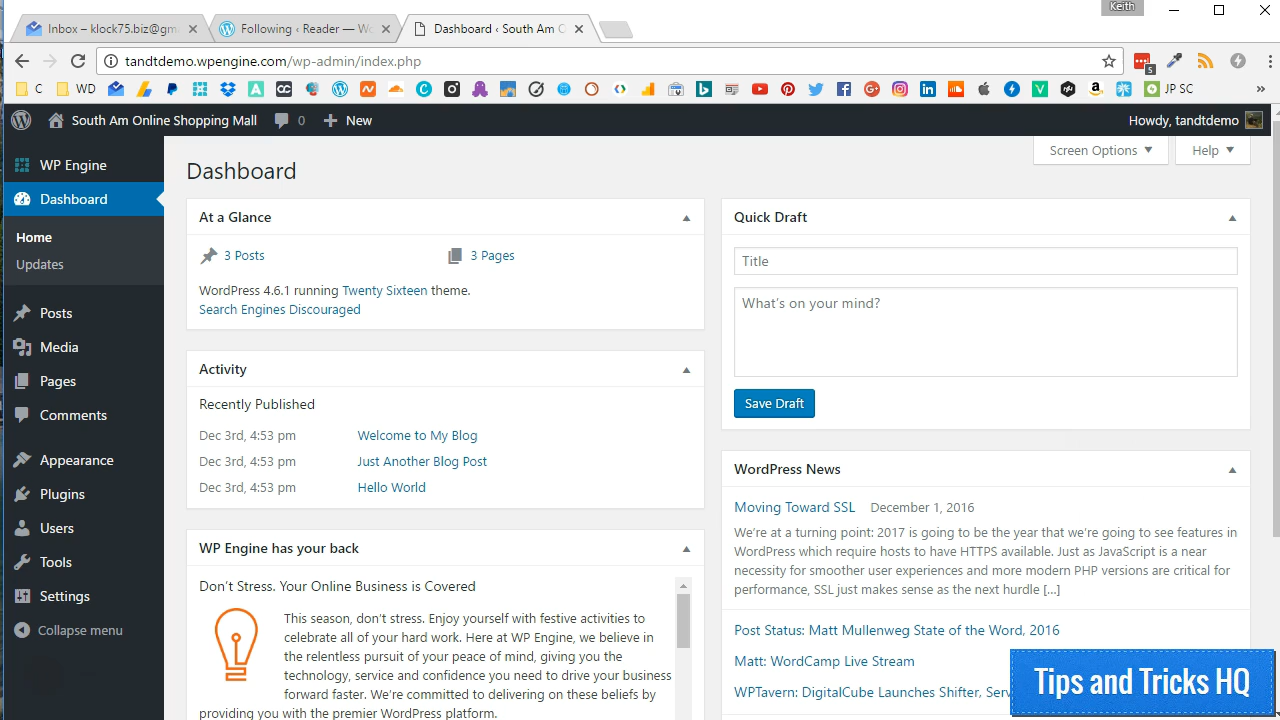 Keith
Inbox – klock75.biz@gm
Following ‹ Reader — Wo
Dashboard ‹ South Am O
tandtdemo.wpengine.com/wp-admin/index.php
5
C
WD
JP SC
»
South Am Online Shopping Mall
0
New
Howdy, tandtdemo
WP Engine
Dashboard
Home
Updates
Posts
Media
Pages
Comments
Appearance
Plugins
Users
Tools
Settings
Collapse menu
Screen Options
Help
Dashboard
At a Glance
3 Posts
3 Pages
WordPress 4.6.1 running Twenty Sixteen theme.
Search Engines Discouraged
Activity
Recently Published
Dec 3rd, 4:53 pm Welcome to My Blog
Dec 3rd, 4:53 pm Just Another Blog Post
Dec 3rd, 4:53 pm Hello World
WP Engine has your back
Don't Stress. Your Online Business is Covered
This season, don't stress. Enjoy yourself with festive activities to
celebrate all of your hard work. Here at WP Engine, we believe in
the relentless pursuit of your peace of mind, giving you the
technology, service and confidence you need to drive your business
forward faster. We're committed to delivering on these beliefs by
providing you with the premier WordPress platform.
Quick Draft
Title
What's on your mind?
Save Draft
WordPress News
Moving Toward SSL December 1, 2016
We're at a turning point: 2017 is going to be the year that we're going to see features in
WordPress which require hosts to have HTTPS available. Just as JavaScript is a near
necessity for smoother user experiences and more modern PHP versions are critical for
performance, SSL just makes sense as the next hurdle […]
Post Status: Matt Mullenweg State of the Word, 2016
Matt: WordCamp Live Stream
WPTavern: DigitalCube Launches Shifter, Serv
Tips and Tricks HQ